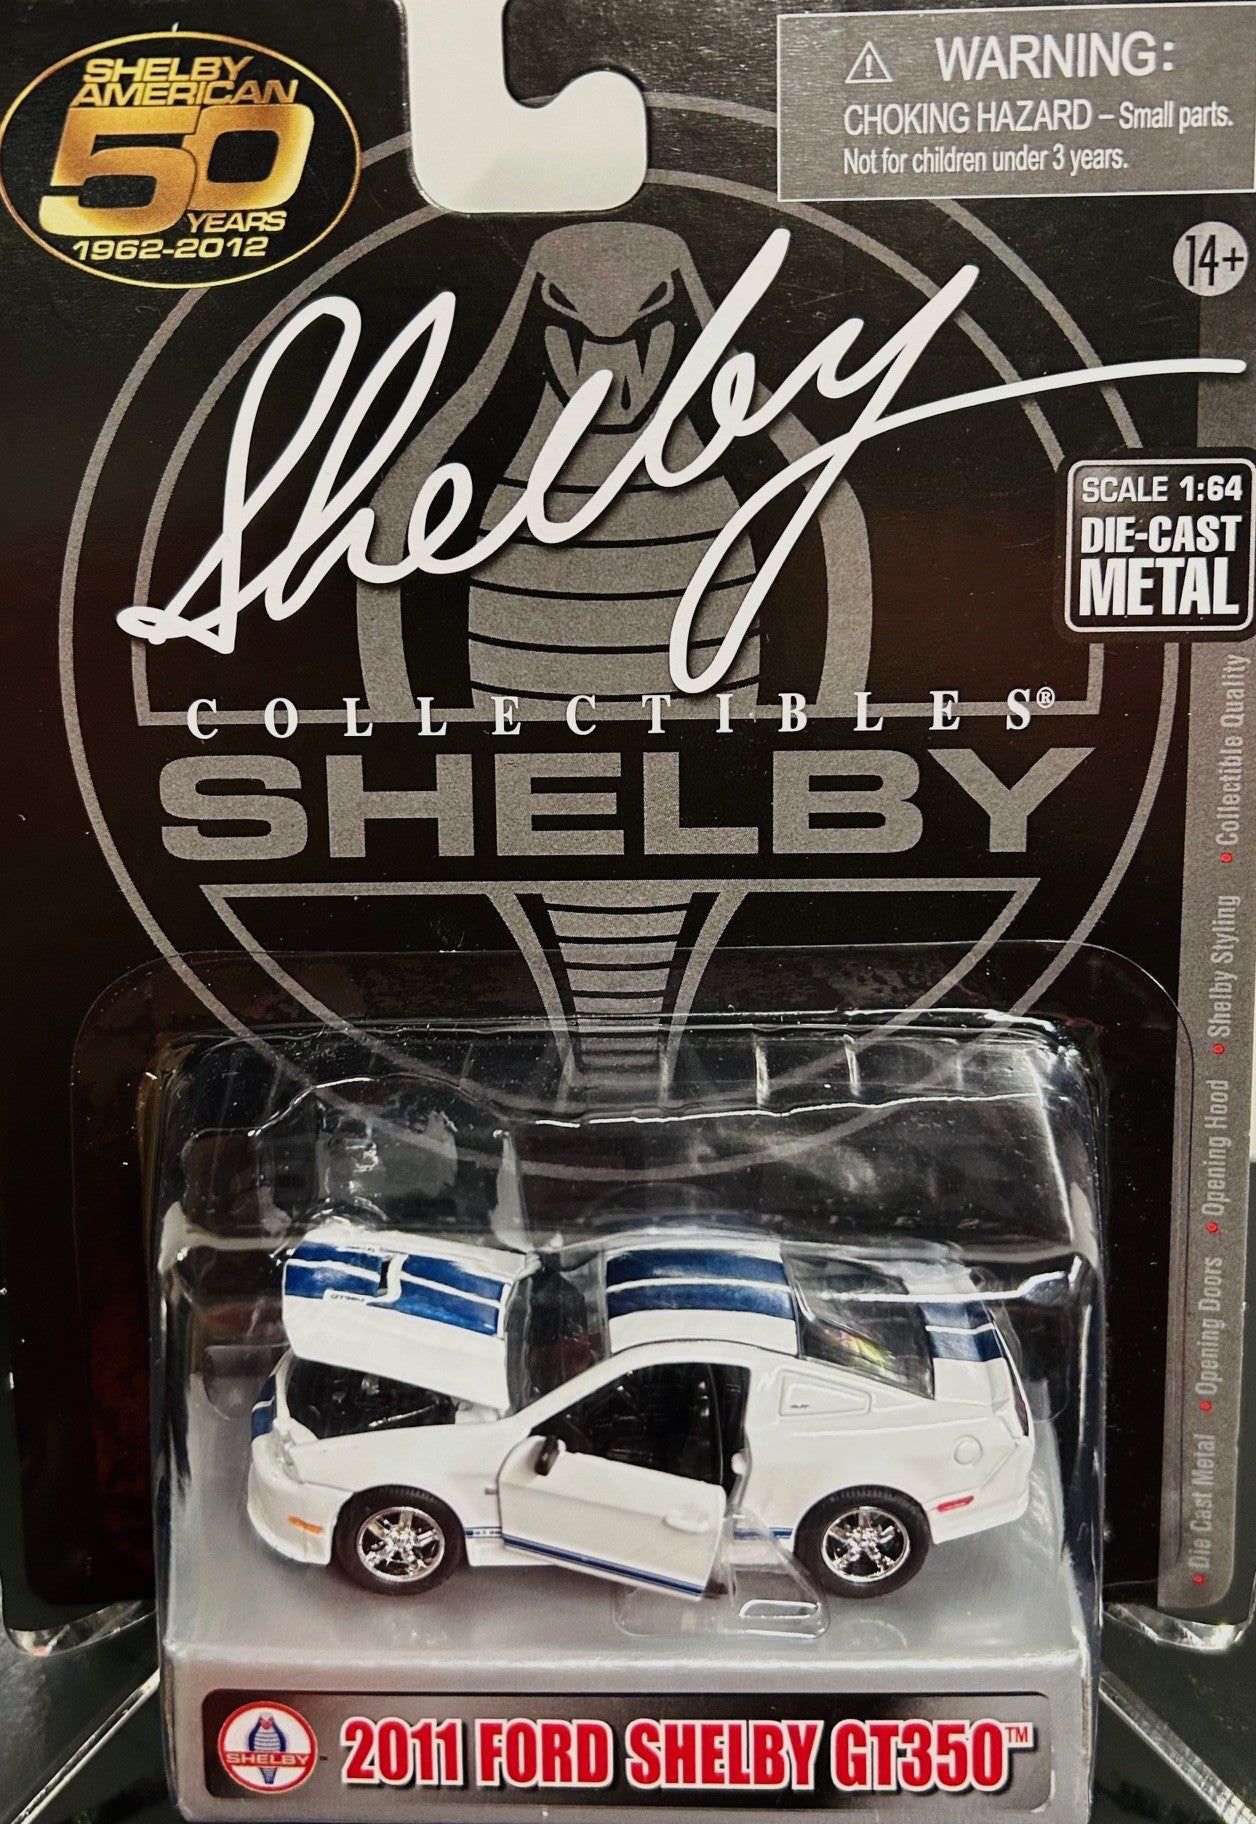 SHELBY
AMERICAN
50
YEARS
1962-2012
WARNING:
CHOKING HAZARD – Small parts.
Not for children under 3 years.
14+
Shelby
COLLECTIBLES®
SHELBY
SCALE 1:64
DIE-CAST
METAL
• Die Cast Metal • Opening Doors • Opening Hood • Shelby Styling • Collectible Quality
SHELBY
2011 FORD SHELBY GT350™